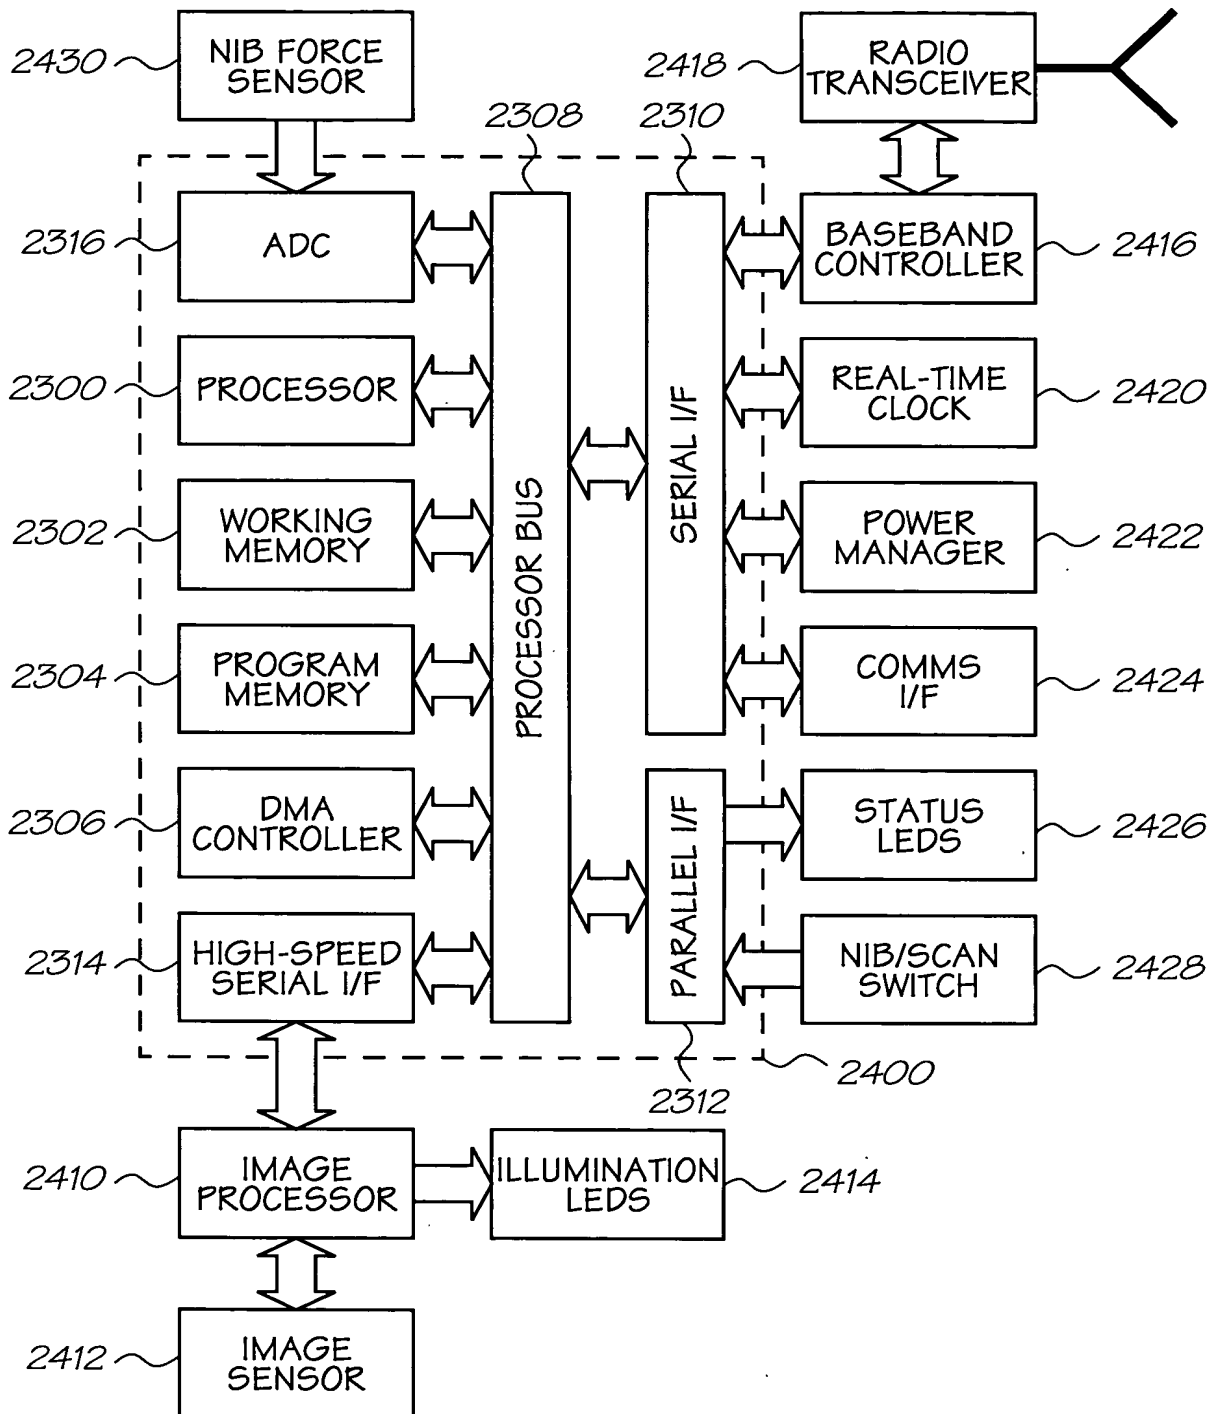 2430
NIB FORCE
SENSOR
2418
RADIO
TRANSCEIVER
2308
2310
2316
ADC
BASEBAND
CONTROLLER
2416
2300
PROCESSOR
REAL-TIME
CLOCK
2420
PROCESSOR BUS
SERIAL I/F
2302
WORKING
MEMORY
POWER
MANAGER
2422
2304
PROGRAM
MEMORY
COMMS
I/F
2424
2306
DMA
CONTROLLER
PARALLEL I/F
STATUS
LEDS
2426
2314
HIGH-SPEED
SERIAL I/F
NIB/SCAN
SWITCH
2428
2400
2312
2410
IMAGE
PROCESSOR
ILLUMINATION
LEDS
2414
2412
IMAGE
SENSOR